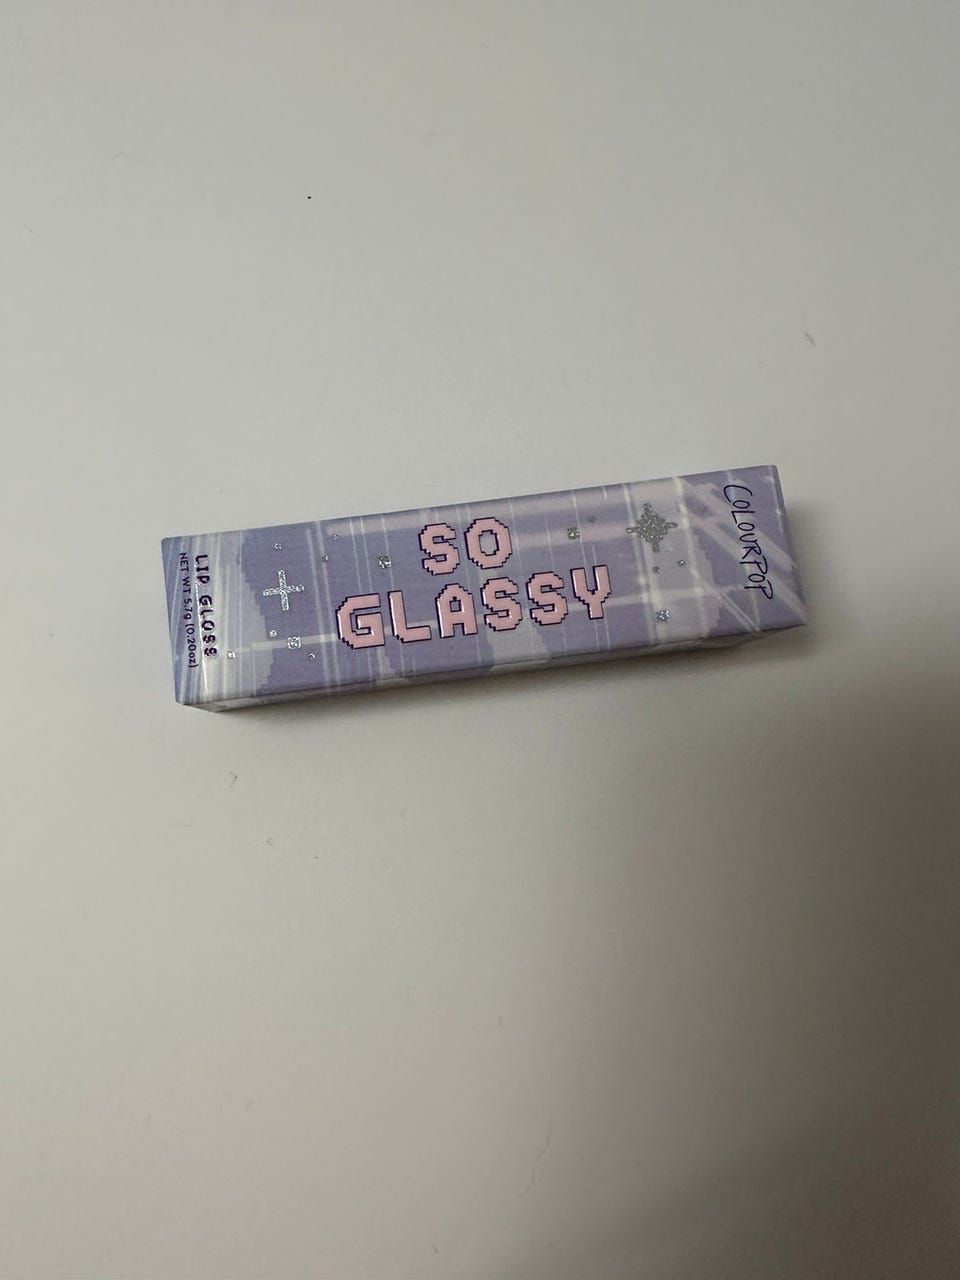 SO
GLASSY
COLOURPOP
LIP GLOSS
NET WT 5.7g (0.20oz)